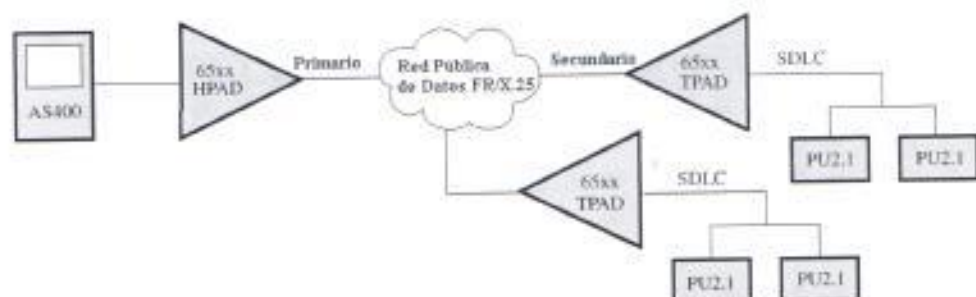 AS400
65xx
HPAD
Primario
Red Pública
de Datos FR/X.25
Secundario
65xx
TPAD
SDLC
PU2.1
PU2.1
65xx
TPAD
SDLC
PU2.1
PU2.1